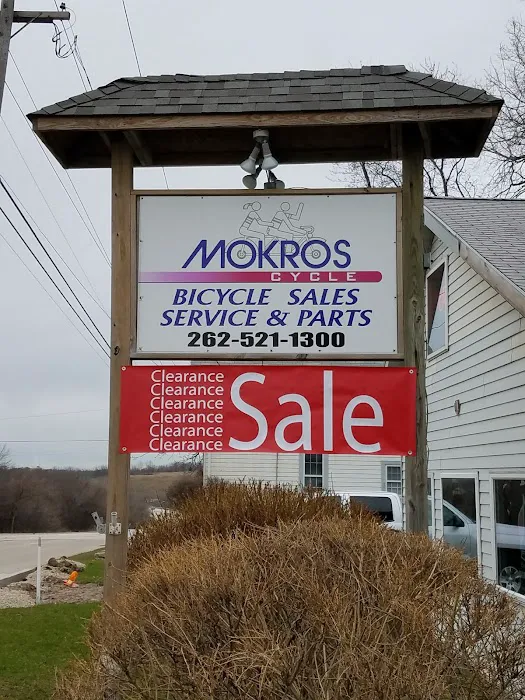 MOKROS
CYCLE
BICYCLE SALES
SERVICE & PARTS
262-521-1300
Clearance
Clearance
Clearance
Clearance
Clearance
Clearance
Sale